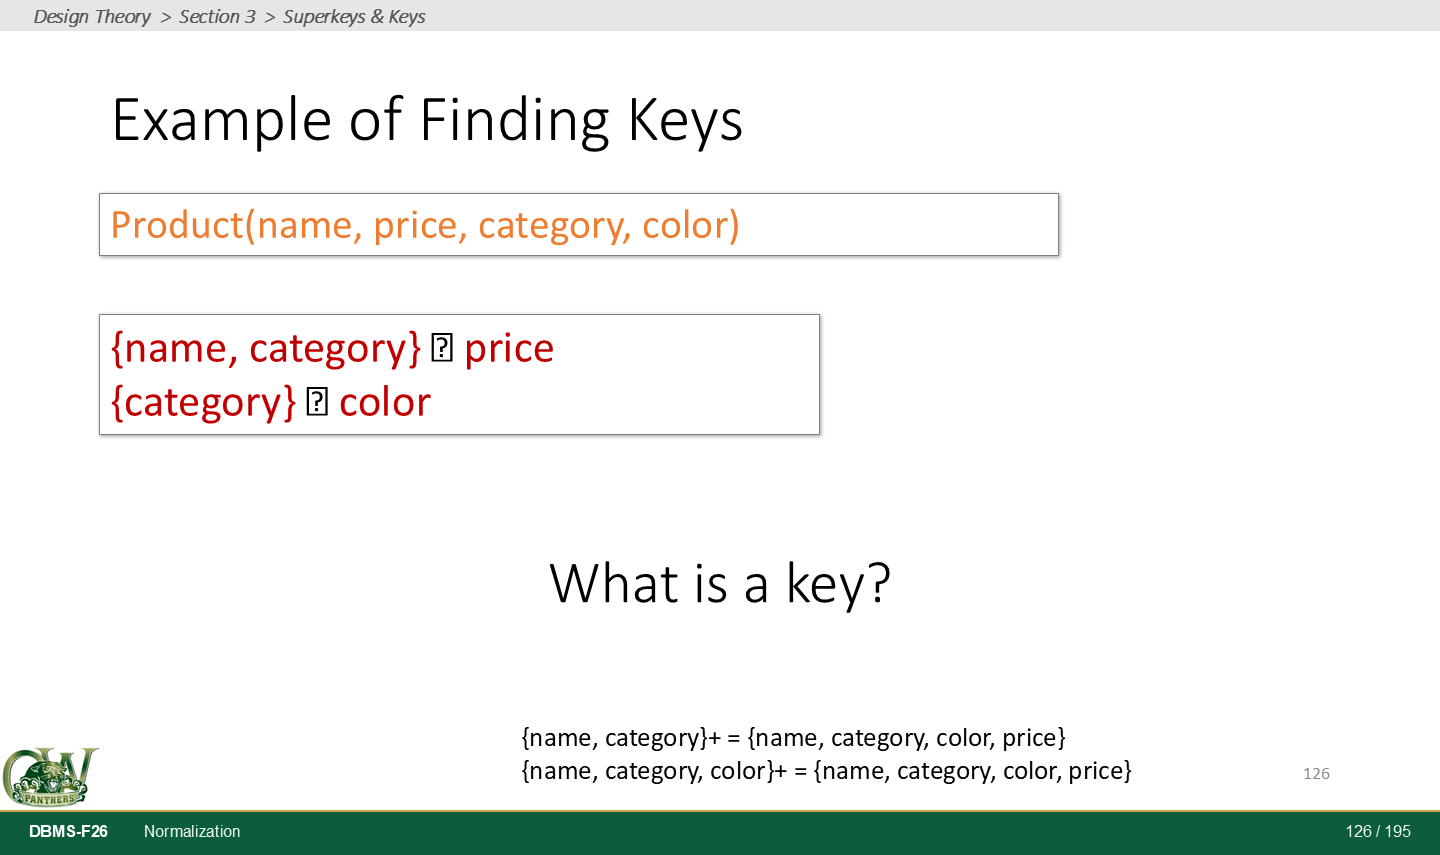 Design Theory > Section 3 > Superkeys & Keys
Example of Finding Keys
Product(name, price, category, color)
{name, category} ⍰ price
{category} ⍰ color
What is a key?
{name, category}+ = {name, category, color, price}
{name, category, color}+ = {name, category, color, price}
126
OW
PANTHERS
DBMS-F26 Normalization 126 / 195